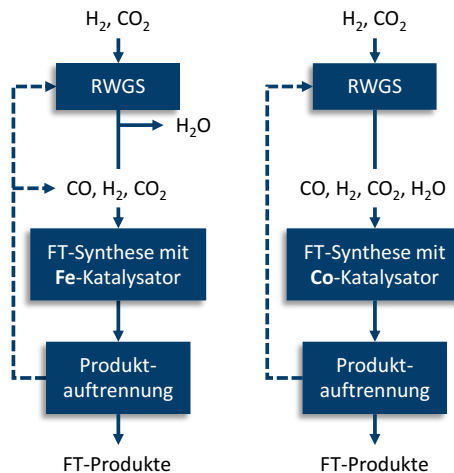 H₂, CO₂
RWGS
H₂O
CO, H₂, CO₂
FT-Synthese mit
Fe-Katalysator
Produkt-
auftrennung
FT-Produkte
H₂, CO₂
RWGS
CO, H₂, CO₂, H₂O
FT-Synthese mit
Co-Katalysator
Produkt-
auftrennung
FT-Produkte